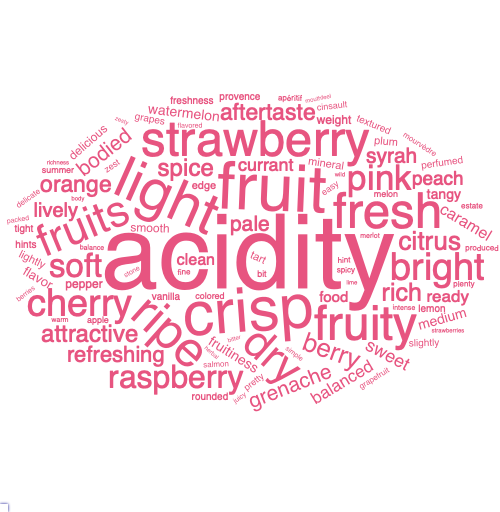 freshness provence apéritif mouthfeel
watermelon aftertaste cinsault
grapes flavored weight textured
zesty strawberry plum mourvèdre
delicious bodied spice currant mineral syrah perfumed
richness summer zest light fruit wild pink peach
orange edge easy melon tangy
delicate body fresh estate
packed lively fruits smooth pale caramel
tight acidity merlot citrus produced
hints balance clean tart hint bright
lightly soft stone fine bit spicy
flavor pepper lime rich ready plenty
berries cherry vanilla colored crisp food intense lemon
warm apple ripe fruity medium strawberries
attractive bitter dry berry slightly
refreshing herbal fruitiness simple sweet
raspberry salmon pretty grenache balanced grapefruit
rounded juicy